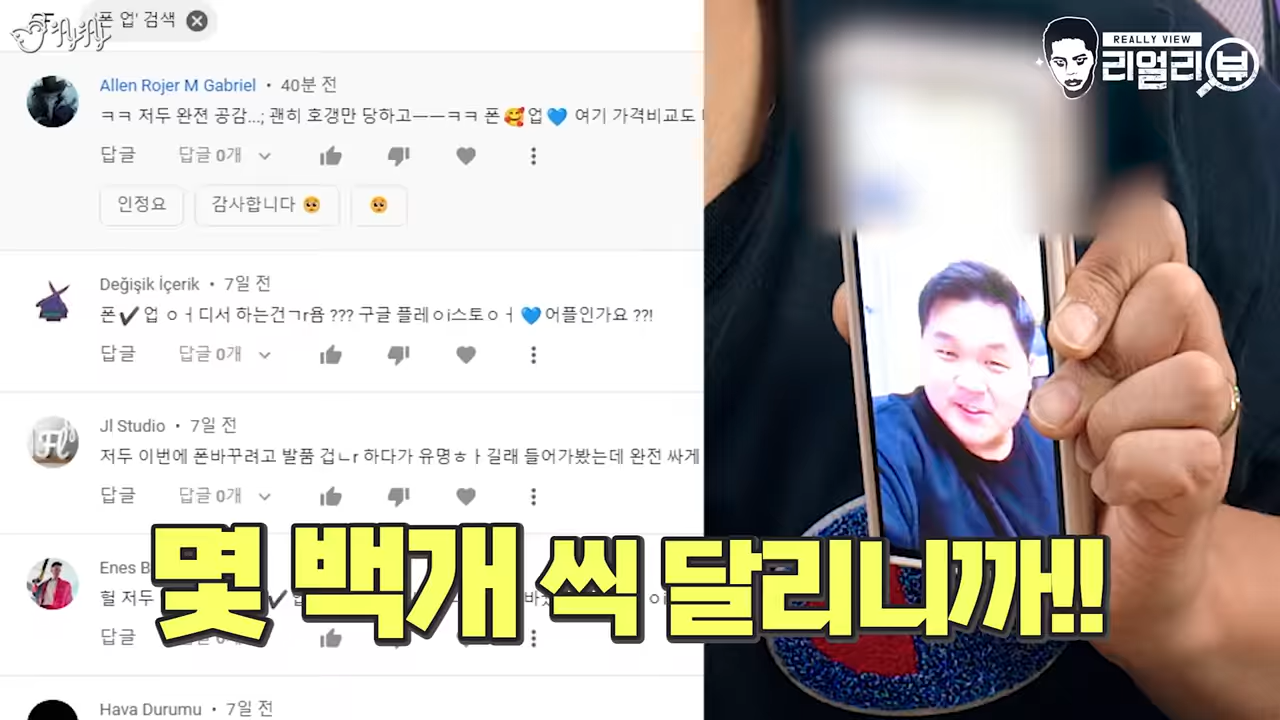 '폰 업' 검색
REALLY VIEW
리얼리뷰
Allen Rojer M Gabriel • 40분 전
ㅋㅋ 저두 완전 공감...; 괜히 호갱만 당하고ㅡㅡㅋㅋ 폰🥰업💙 여기 가격비교도
답글 답글 0개
인정요 감사합니다 🥺 🥺
Değişik İçerik • 7일 전
폰✔업 ㅇㅓ디서 하는건ㄱr욤 ??? 구글 플레ㅇi스토ㅇㅓ💙어플인가요 ??!
답글 답글 0개
Jl Studio • 7일 전
저두 이번에 폰바꾸려고 발품 겁ㄴr 하다가 유명ㅎㅏ길래 들어가봤는데 완전 싸게
답글 답글 0개
Enes B
헐 저두
답글
몇 백개 씩 달리니까!!
Hava Durumu • 7일 전